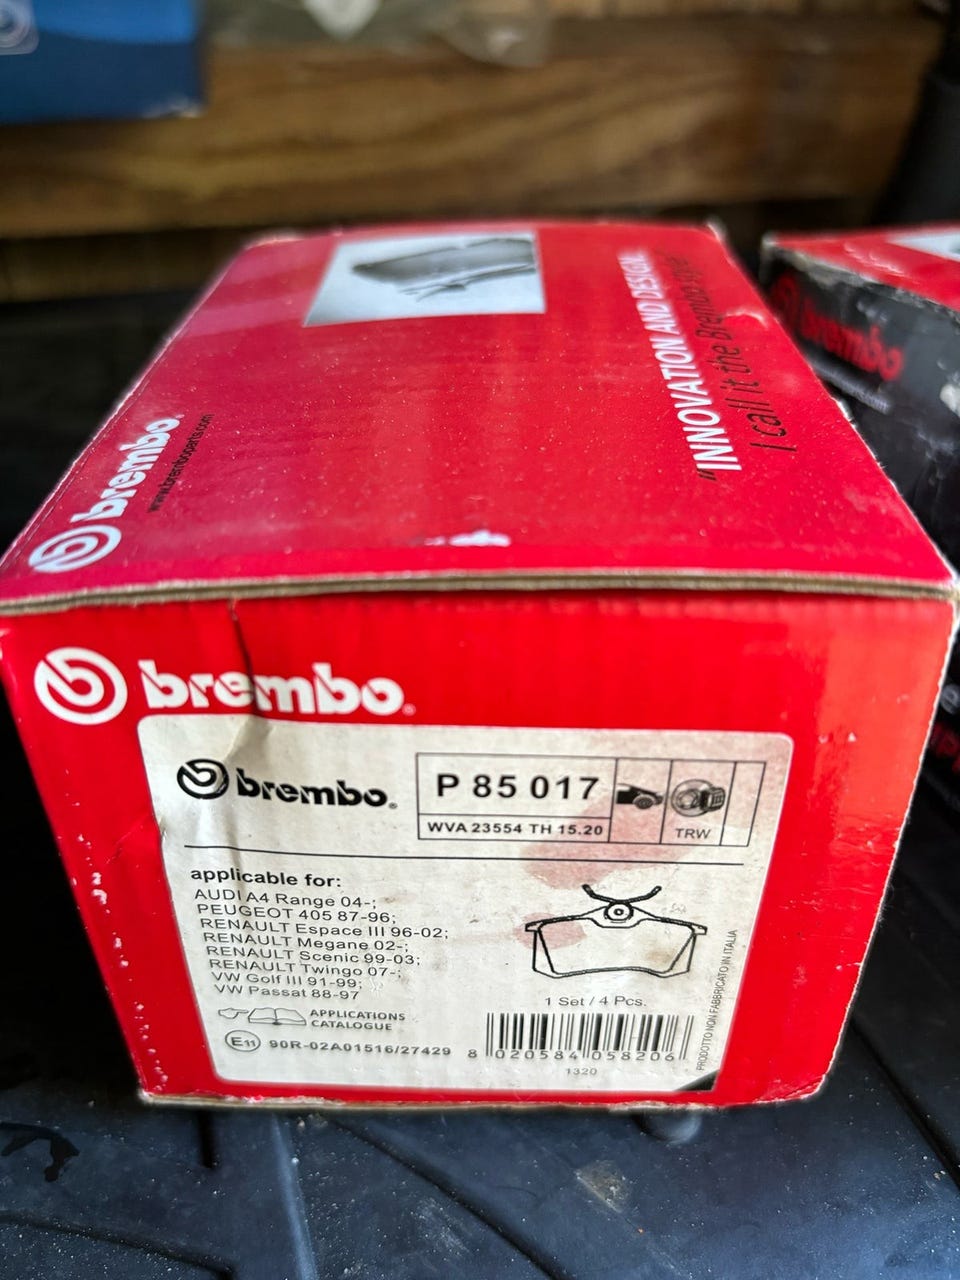 "INNOVATION AND DESIGN.
I call it the Brembo style"
brembo
www.bremboparts.com
brembo
brembo
brembo
P 85 017
WVA 23554 TH 15.20
TRW
applicable for:
AUDI A4 Range 04-;
PEUGEOT 405 87-96;
RENAULT Espace III 96-02;
RENAULT Megane 02-;
RENAULT Scenic 99-03;
RENAULT Twingo 07-;
VW Golf III 91-99;
VW Passat 88-97
APPLICATIONS
CATALOGUE
E11
90R-02A01516/27429
1 Set / 4 Pcs.
8 020584 058206
1320
PRODOTTO NON FABBRICATO IN ITALIA